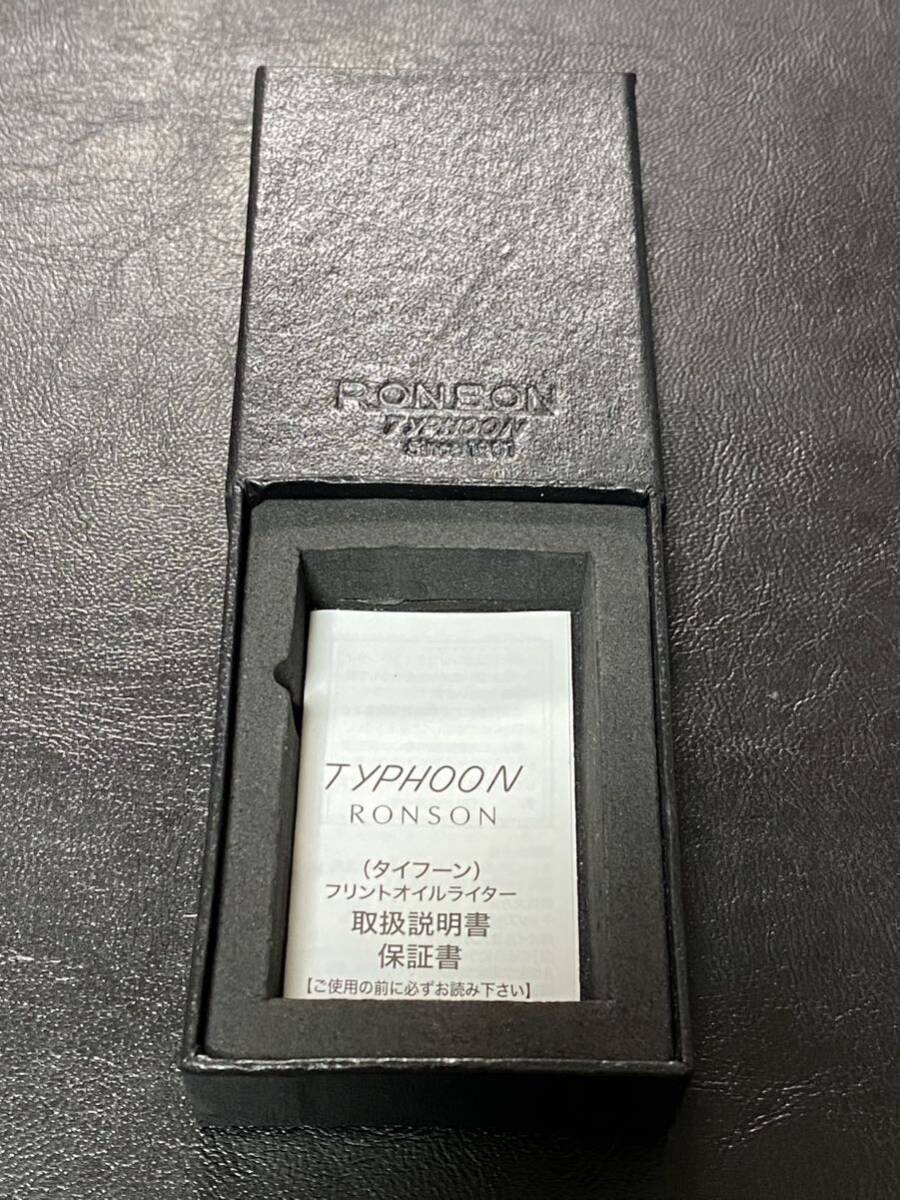 RONSON
TYPHOON
Since 1901
TYPHOON
RONSON
(タイフーン)
フリントオイルライター
取扱説明書
保証書
【ご使用の前に必ずお読み下さい】